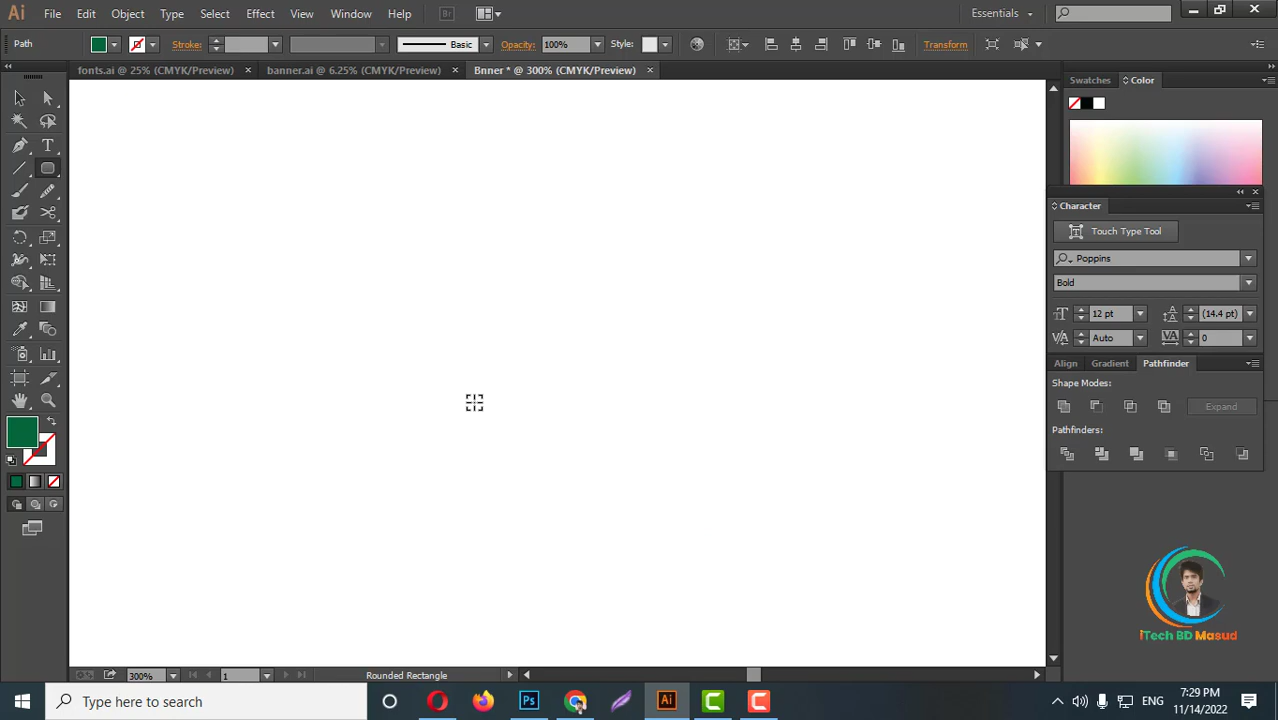 Ai File Edit Object Type Select Effect View Window Help Br Essentials
Path Stroke: Basic Opacity: 100% Style: Transform
fonts.ai @ 25% (CMYK/Preview) × banner.ai @ 6.25% (CMYK/Preview) × Bnner * @ 300% (CMYK/Preview) ×
Swatches Color
Character
Touch Type Tool
Poppins
Bold
12 pt (14.4 pt)
Auto 0
Align Gradient Pathfinder
Shape Modes:
Expand
Pathfinders:
iTech BD Masud
300% 1 Rounded Rectangle
Type here to search Ps Ai ENG 7:29 PM
11/14/2022